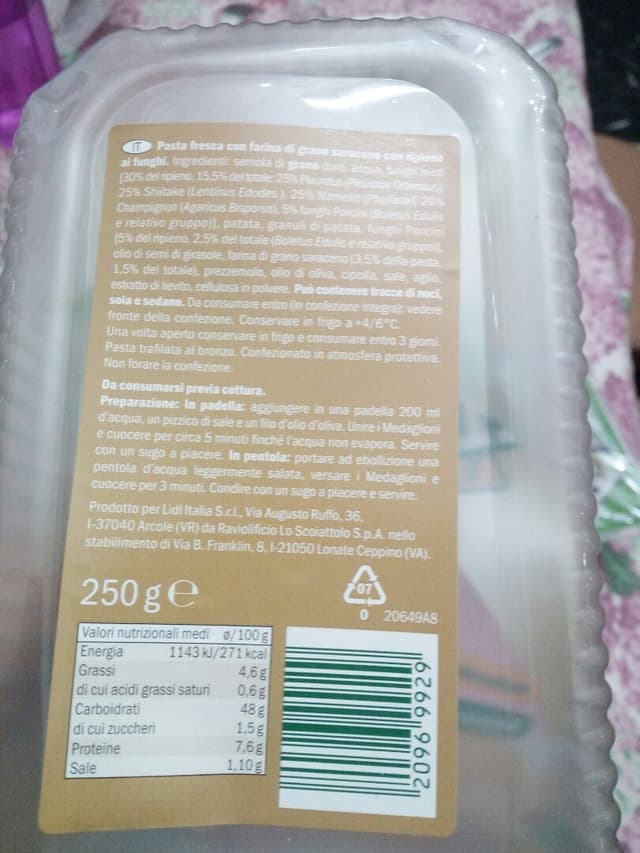 IT Pasta fresca con farina di grano saraceno con ripieno
ai funghi. Ingredienti: semola di grano duro, acqua, funghi misti
[30% del ripieno, 15,5% del totale: 25% Pleurotus (Pleurotus Ostreatus),
25% Shiitake (Lentinus Edodes), 25% Nameko (Pholiota), 20%
Champignon (Agaricus Bisporus), 5% funghi Porcini (Boletus Edulis
e relativo gruppo)], patata, granuli di patata, funghi Porcini
[5% del ripieno, 2,5% del totale (Boletus Edulis e relativo gruppo)],
olio di semi di girasole, farina di grano saraceno (3,5% della pasta,
1,5% del totale), prezzemolo, olio di oliva, cipolla, sale, aglio,
estratto di lievito, cellulosa in polvere. Può contenere tracce di noci,
soia e sedano. Da consumare entro (in confezione integra): vedere
fronte della confezione. Conservare in frigo a +4/6°C.
Una volta aperto conservare in frigo e consumare entro 3 giorni.
Pasta trafilata al bronzo. Confezionato in atmosfera protettiva.
Non forare la confezione.
Da consumarsi previa cottura.
Preparazione: In padella: aggiungere in una padella 200 ml
d'acqua, un pizzico di sale e un filo d'olio d'oliva. Unire i Medaglioni
e cuocere per circa 5 minuti finché l'acqua non evapora. Servire
con un sugo a piacere. In pentola: portare ad ebollizione una
pentola d'acqua leggermente salata, versare i Medaglioni e
cuocere per 3 minuti. Condire con un sugo a piacere e servire.
Prodotto per Lidl Italia S.r.l., Via Augusto Ruffo, 36,
I-37040 Arcole (VR) da Raviolificio Lo Scoiattolo S.p.A. nello
stabilimento di Via B. Franklin, 8, I-21050 Lonate Ceppino (VA).
250 g e
07
O 20649A8
Valori nutrizionali medi ø/100 g
Energia 1143 kJ/271 kcal
Grassi 4,6 g
di cui acidi grassi saturi 0,6 g
Carboidrati 48 g
di cui zuccheri 1,5 g
Proteine 7,6 g
Sale 1,10 g
2096 9929